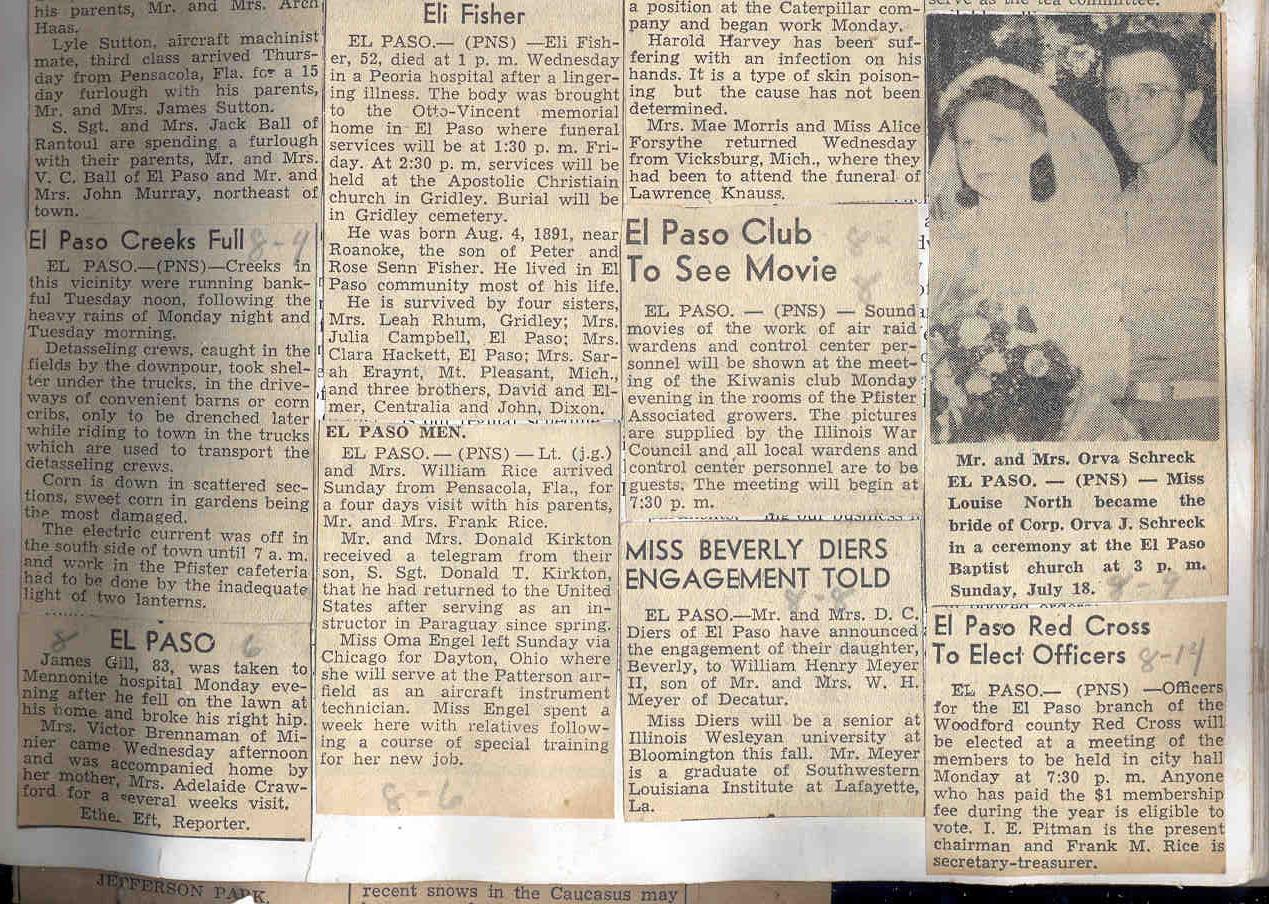 his parents, Mr. and Mrs. Arch
Haas.
Lyle Sutton, aircraft machinist
mate, third class arrived Thurs-
day from Pensacola, Fla. for a 15
day furlough with his parents,
Mr. and Mrs. James Sutton.
S. Sgt. and Mrs. Jack Ball of
Rantoul are spending a furlough
with their parents, Mr. and Mrs.
V. C. Ball of El Paso and Mr. and
Mrs. John Murray, northeast of
town.
El Paso Creeks Full
8-4
EL PASO.—(PNS)—Creeks in
this vicinity were running bank-
ful Tuesday noon, following the
heavy rains of Monday night and
Tuesday morning.
Detasseling crews, caught in the
fields by the downpour, took shel-
ter under the trucks, in the drive-
ways of convenient barns or corn
cribs, only to be drenched later
while riding to town in the trucks
which are used to transport the
detasseling crews.
Corn is down in scattered sec-
tions, sweet corn in gardens being
the most damaged.
The electric current was off in
the south side of town until 7 a. m.
and work in the Pfister cafeteria
had to be done by the inadequate
light of two lanterns.
8 EL PASO 6
James Gill, 83, was taken to
Mennonite hospital Monday eve-
ning after he fell on the lawn at
his home and broke his right hip.
Mrs. Victor Brennaman of Mi-
nier came Wednesday afternoon
and was accompanied home by
her mother, Mrs. Adelaide Craw-
ford for a several weeks visit.
Ethe. Eft, Reporter.
Eli Fisher
EL PASO.— (PNS) —Eli Fish-
er, 52, died at 1 p. m. Wednesday
in a Peoria hospital after a linger-
ing illness. The body was brought
to the Otto-Vincent memorial
home in El Paso where funeral
services will be at 1:30 p. m. Fri-
day. At 2:30 p. m. services will be
held at the Apostolic Christiain
church in Gridley. Burial will be
in Gridley cemetery.
He was born Aug. 4, 1891, near
Roanoke, the son of Peter and
Rose Senn Fisher. He lived in El
Paso community most of his life.
He is survived by four sisters,
Mrs. Leah Rhum, Gridley; Mrs.
Julia Campbell, El Paso; Mrs.
Clara Hackett, El Paso; Mrs. Sar-
ah Eraynt, Mt. Pleasant, Mich.,
and three brothers, David and El-
mer, Centralia and John, Dixon.
EL PASO MEN.
EL PASO.— (PNS) — Lt. (j.g.)
and Mrs. William Rice arrived
Sunday from Pensacola, Fla., for
a four days visit with his parents,
Mr. and Mrs. Frank Rice.
Mr. and Mrs. Donald Kirkton
received a telegram from their
son, S. Sgt. Donald T. Kirkton,
that he had returned to the United
States after serving as an in-
structor in Paraguay since spring.
Miss Oma Engel left Sunday via
Chicago for Dayton, Ohio where
she will serve at the Patterson air-
field as an aircraft instrument
technician. Miss Engel spent a
week here with relatives follow-
ing a course of special training
for her new job.
8-6
a position at the Caterpillar com-
pany and began work Monday.
Harold Harvey has been suf-
fering with an infection on his
hands. It is a type of skin poison-
ing but the cause has not been
determined.
Mrs. Mae Morris and Miss Alice
Forsythe returned Wednesday
from Vicksburg, Mich., where they
had been to attend the funeral of
Lawrence Knauss.
El Paso Club
To See Movie
8-
8
EL PASO. — (PNS) — Sound
movies of the work of air raid
wardens and control center per-
sonnel will be shown at the meet-
ing of the Kiwanis club Monday
evening in the rooms of the Pfister
Associated growers. The pictures
are supplied by the Illinois War
Council and all local wardens and
control center personnel are to be
guests. The meeting will begin at
7:30 p. m.
MISS BEVERLY DIERS
ENGAGEMENT TOLD
8-8
EL PASO.—Mr. and Mrs. D. C.
Diers of El Paso have announced
the engagement of their daughter,
Beverly, to William Henry Meyer
II, son of Mr. and Mrs. W. H.
Meyer of Decatur.
Miss Diers will be a senior at
Illinois Wesleyan university at
Bloomington this fall. Mr. Meyer
is a graduate of Southwestern
Louisiana Institute at Lafayette,
La.
serve as the tea committee.
Mr. and Mrs. Orva Schreck
EL PASO. — (PNS) — Miss
Louise North became the
bride of Corp. Orva J. Schreck
in a ceremony at the El Paso
Baptist church at 3 p. m.
Sunday, July 18.
8-9
El Paso Red Cross
To Elect Officers 8-14
EL PASO.— (PNS) —Officers
for the El Paso branch of the
Woodford county Red Cross will
be elected at a meeting of the
members to be held in city hall
Monday at 7:30 p. m. Anyone
who has paid the $1 membership
fee during the year is eligible to
vote. I. E. Pitman is the present
chairman and Frank M. Rice is
secretary-treasurer.
JEFFERSON PARK.
recent snows in the Caucasus may